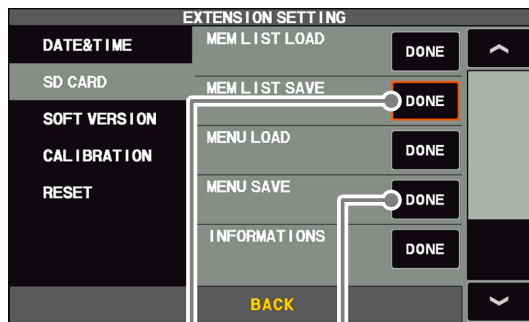 EXTENSION SETTING
DATE&TIME
SD CARD
SOFT VERSION
CALIBRATION
RESET
MEM LIST LOAD DONE
MEM LIST SAVE DONE
MENU LOAD DONE
MENU SAVE DONE
INFORMATIONS DONE
BACK